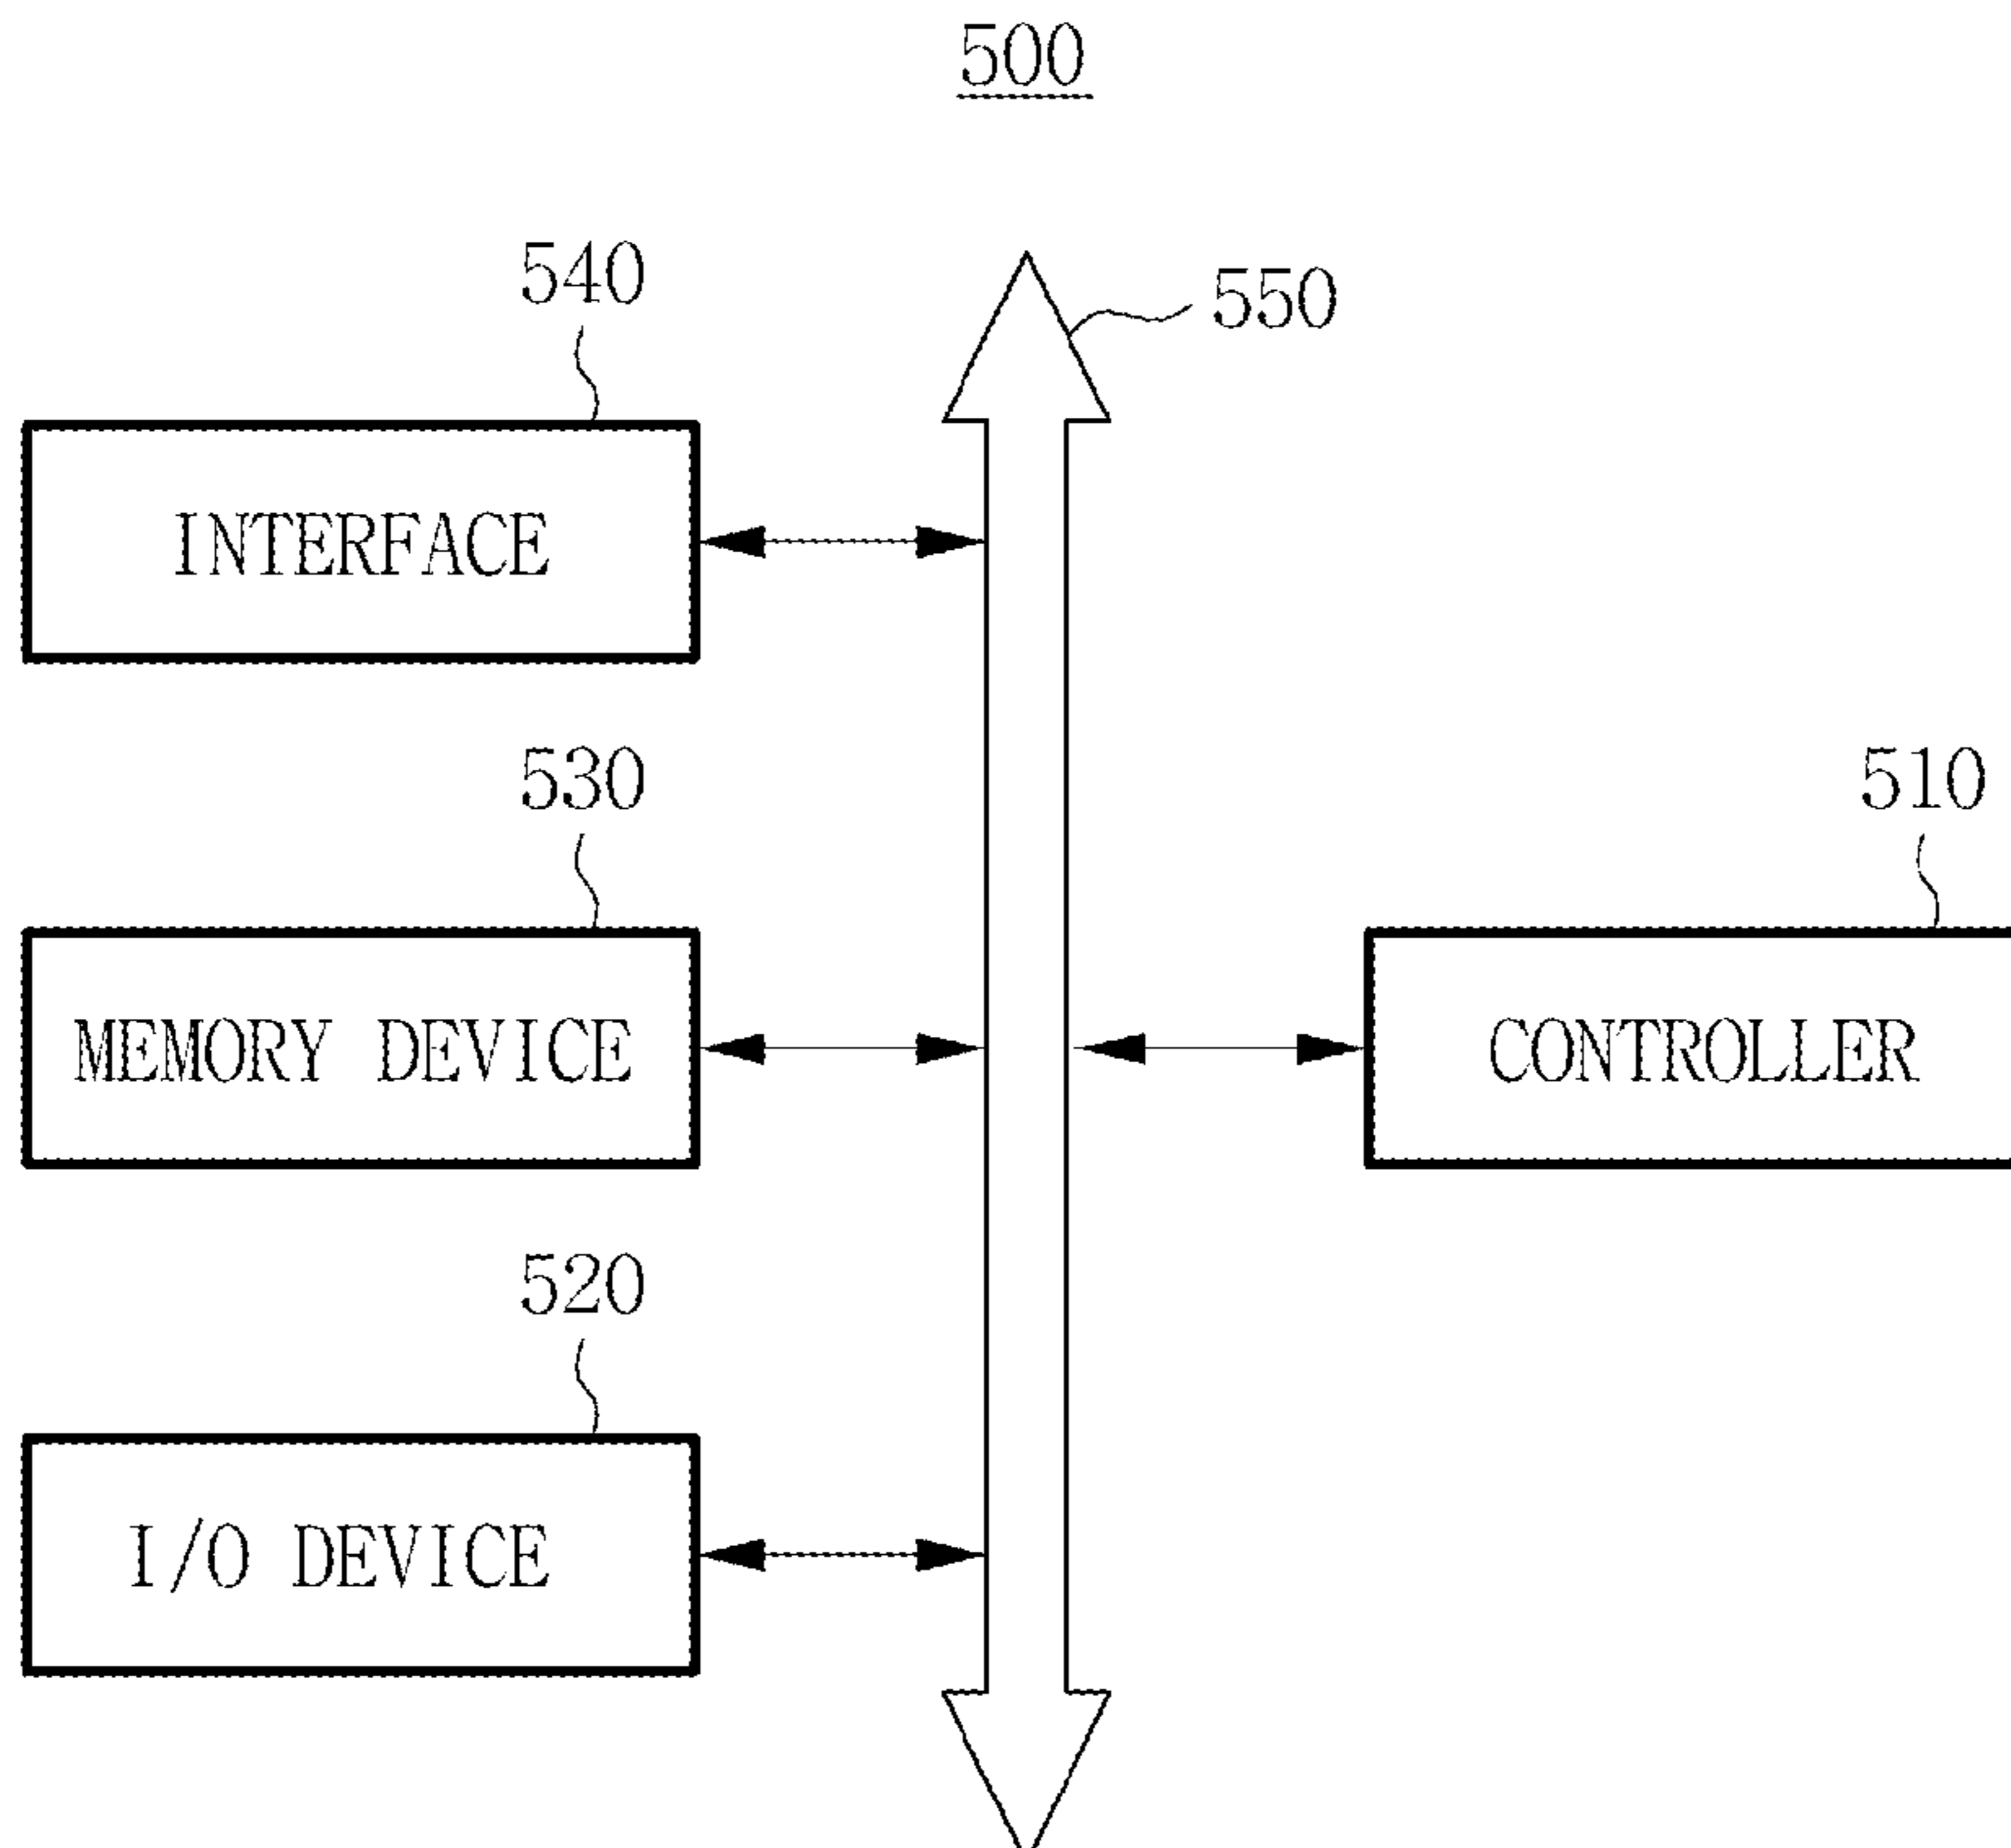 500
540
550
INTERFACE
530
510
MEMORY DEVICE
CONTROLLER
520
I/O DEVICE